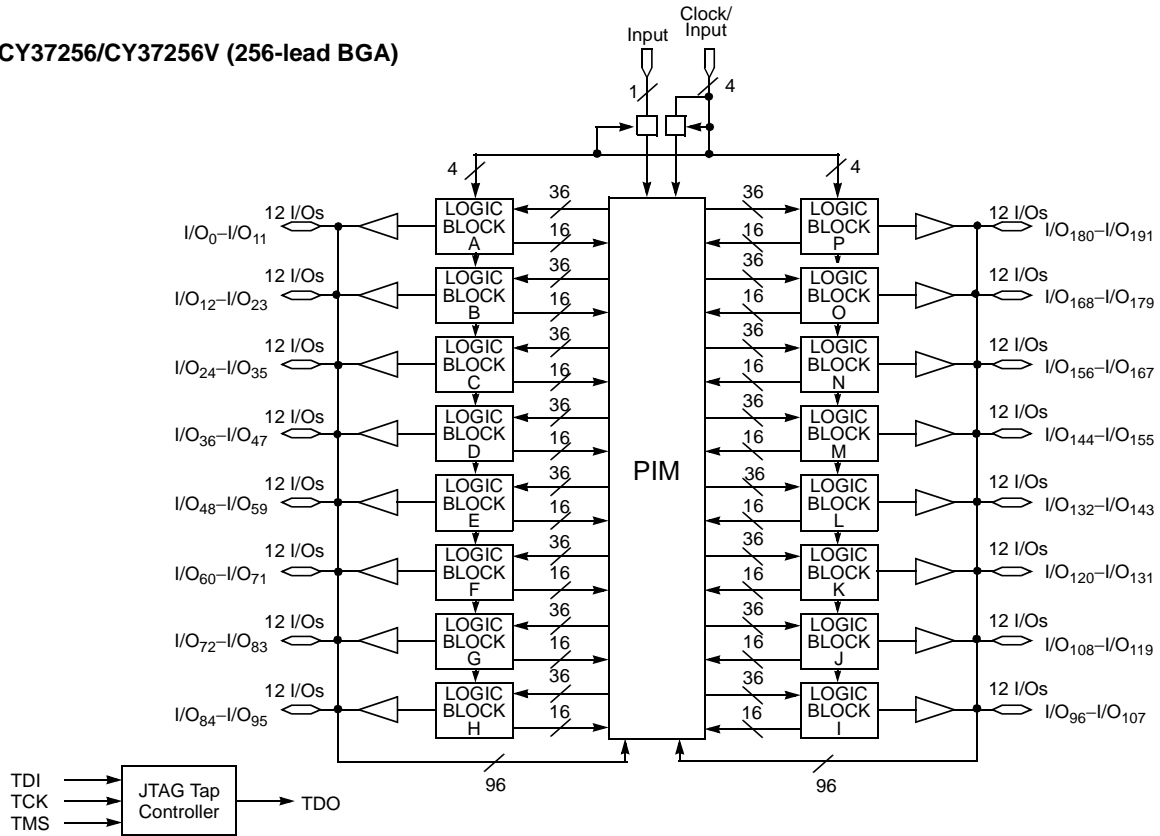 CY37256/CY37256V (256-lead BGA)
Input
Clock/
Input
1
4
4
4
12 I/Os
I/O0–I/O11
LOGIC
BLOCK
A
36
16
36
16
LOGIC
BLOCK
P
12 I/Os
I/O180–I/O191
12 I/Os
I/O12–I/O23
LOGIC
BLOCK
B
36
16
36
16
LOGIC
BLOCK
O
12 I/Os
I/O168–I/O179
12 I/Os
I/O24–I/O35
LOGIC
BLOCK
C
36
16
36
16
LOGIC
BLOCK
N
12 I/Os
I/O156–I/O167
12 I/Os
I/O36–I/O47
LOGIC
BLOCK
D
36
16
PIM
36
16
LOGIC
BLOCK
M
12 I/Os
I/O144–I/O155
12 I/Os
I/O48–I/O59
LOGIC
BLOCK
E
36
16
36
16
LOGIC
BLOCK
L
12 I/Os
I/O132–I/O143
12 I/Os
I/O60–I/O71
LOGIC
BLOCK
F
36
16
36
16
LOGIC
BLOCK
K
12 I/Os
I/O120–I/O131
12 I/Os
I/O72–I/O83
LOGIC
BLOCK
G
36
16
36
16
LOGIC
BLOCK
J
12 I/Os
I/O108–I/O119
12 I/Os
I/O84–I/O95
LOGIC
BLOCK
H
36
16
36
16
LOGIC
BLOCK
I
12 I/Os
I/O96–I/O107
96
96
TDI
TCK
TMS
JTAG Tap
Controller
TDO